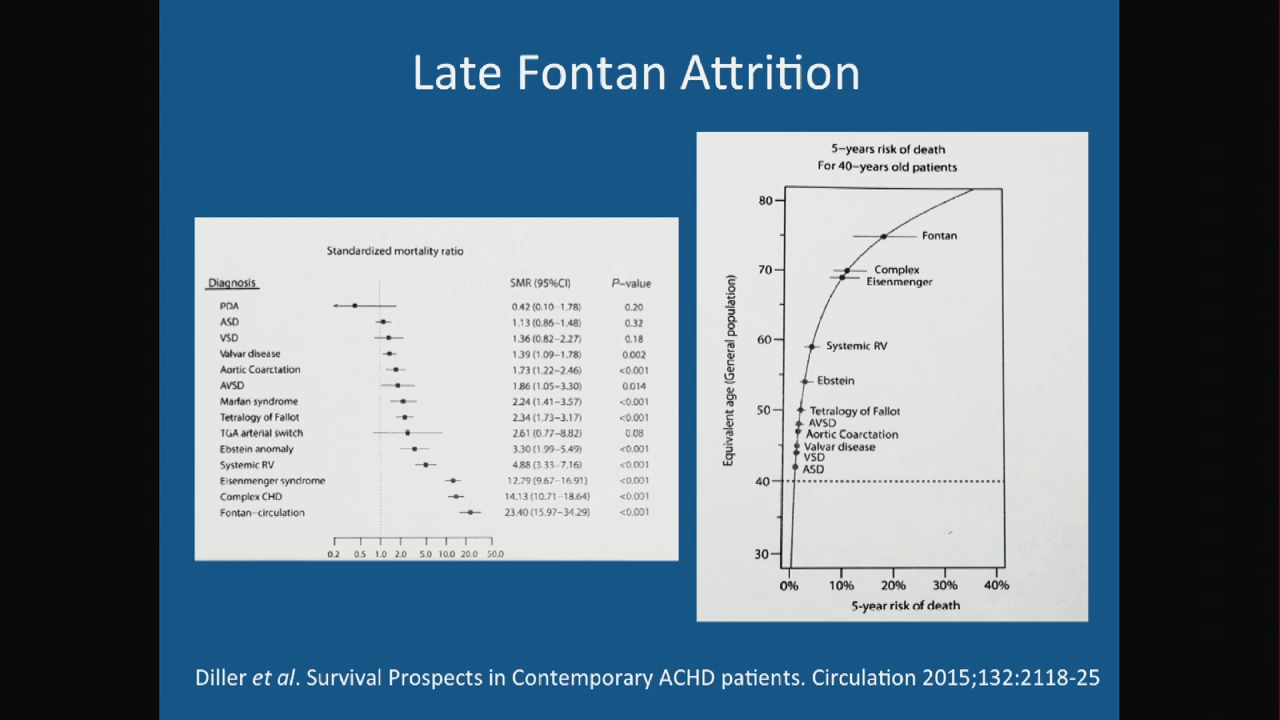 Late Fontan Attrition
Standardized mortality ratio
Diagnosis SMR (95%CI) P-value
PDA 0.42 (0.10-1.78) 0.20
ASD 1.13 (0.86-1.48) 0.32
VSD 1.36 (0.82-2.27) 0.18
Valvar disease 1.39 (1.09-1.78) 0.002
Aortic Coarctation 1.73 (1.22-2.46) <0.001
AVSD 1.86 (1.05-3.30) 0.014
Marfan syndrome 2.24 (1.41-3.57) <0.001
Tetralogy of Fallot 2.34 (1.73-3.17) <0.001
TGA arterial switch 2.61 (0.77-8.82) 0.08
Ebstein anomaly 3.30 (1.99-5.49) <0.001
Systemic RV 4.88 (3.33-7.16) <0.001
Eisenmenger syndrome 12.79 (9.67-16.91) <0.001
Complex CHD 14.13 (10.71-18.64) <0.001
Fontan-circulation 23.40 (15.97-34.29) <0.001
0.2 0.5 1.0 2.0 5.0 10.0 20.0 50.0
5-years risk of death
For 40-years old patients
Equivalent age (General population)
80
70
60
50
40
30
Fontan
Complex
Eisenmenger
Systemic RV
Ebstein
Tetralogy of Fallot
AVSD
Aortic Coarctation
Valvar disease
VSD
ASD
0% 10% 20% 30% 40%
5-year risk of death
Diller et al. Survival Prospects in Contemporary ACHD patients. Circulation 2015;132:2118-25